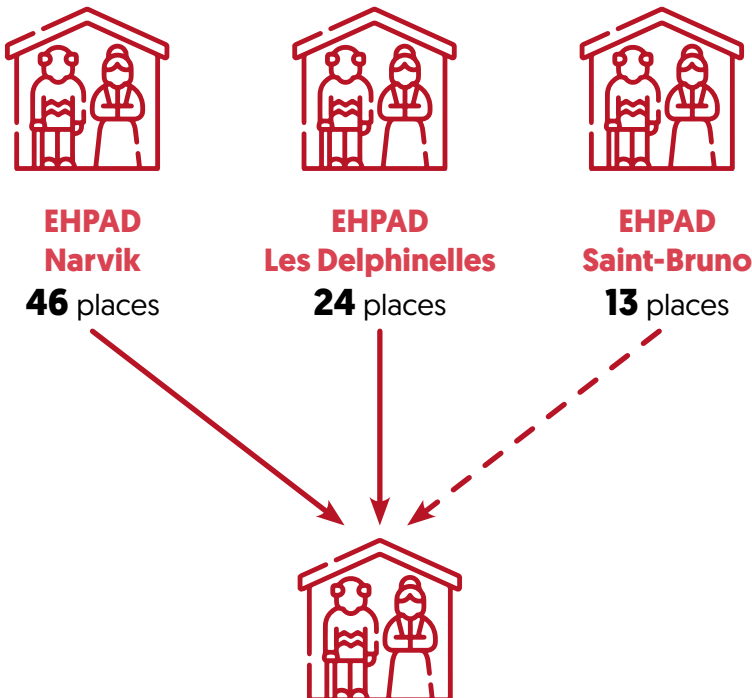 EHPAD
Narvik
46 places
EHPAD
Les Delphinelles
24 places
EHPAD
Saint-Bruno
13 places